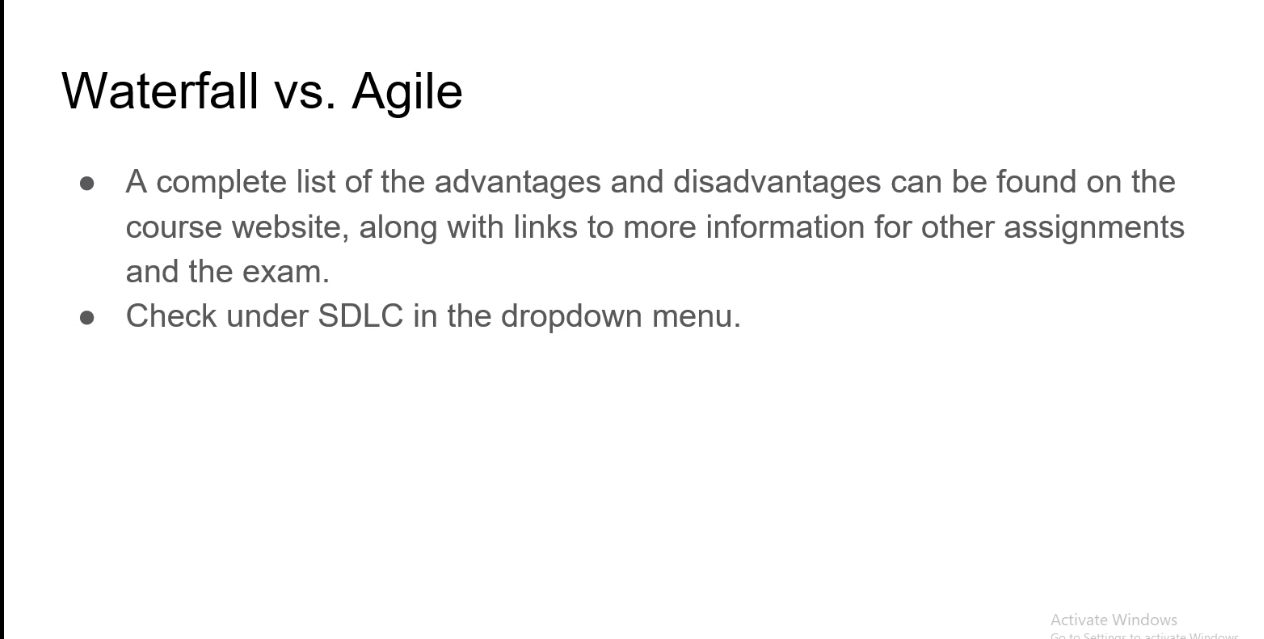 Waterfall vs. Agile
● A complete list of the advantages and disadvantages can be found on the
course website, along with links to more information for other assignments
and the exam.
● Check under SDLC in the dropdown menu.
Activate Windows
Go to Settings to activate Windows.